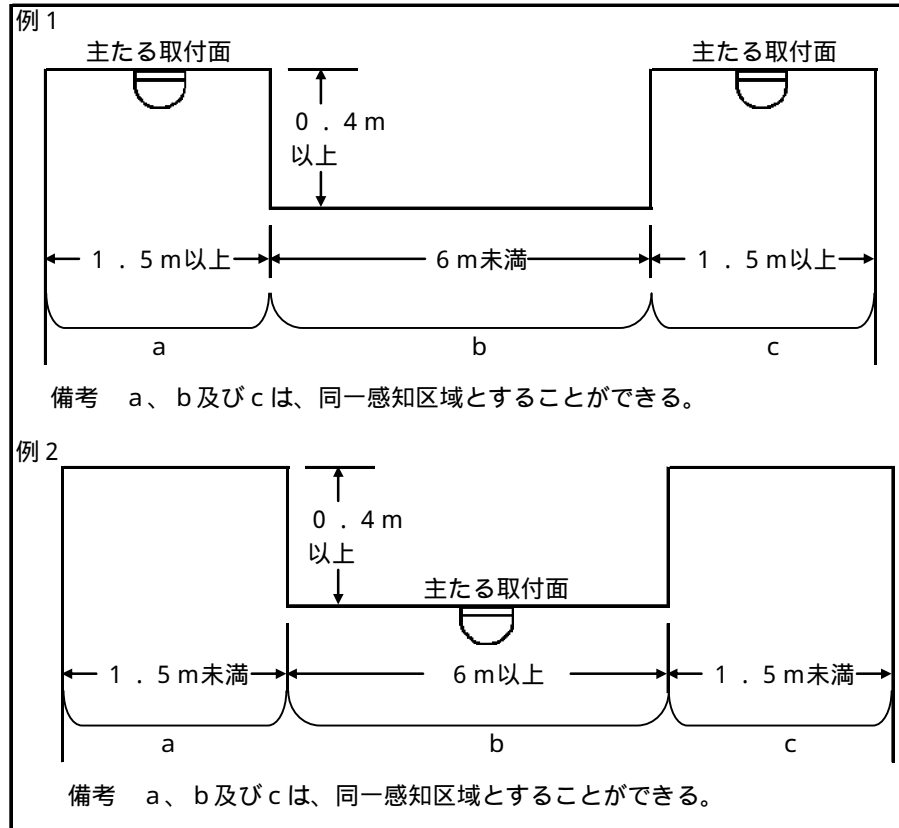 例1
主たる取付面 主たる取付面
0.4m
以上
1.5m以上 6m未満 1.5m以上
a b c
備考 a、b及びcは、同一感知区域とすることができる。
例2
0.4m
以上
主たる取付面
1.5m未満 6m以上 1.5m未満
a b c
備考 a、b及びcは、同一感知区域とすることができる。